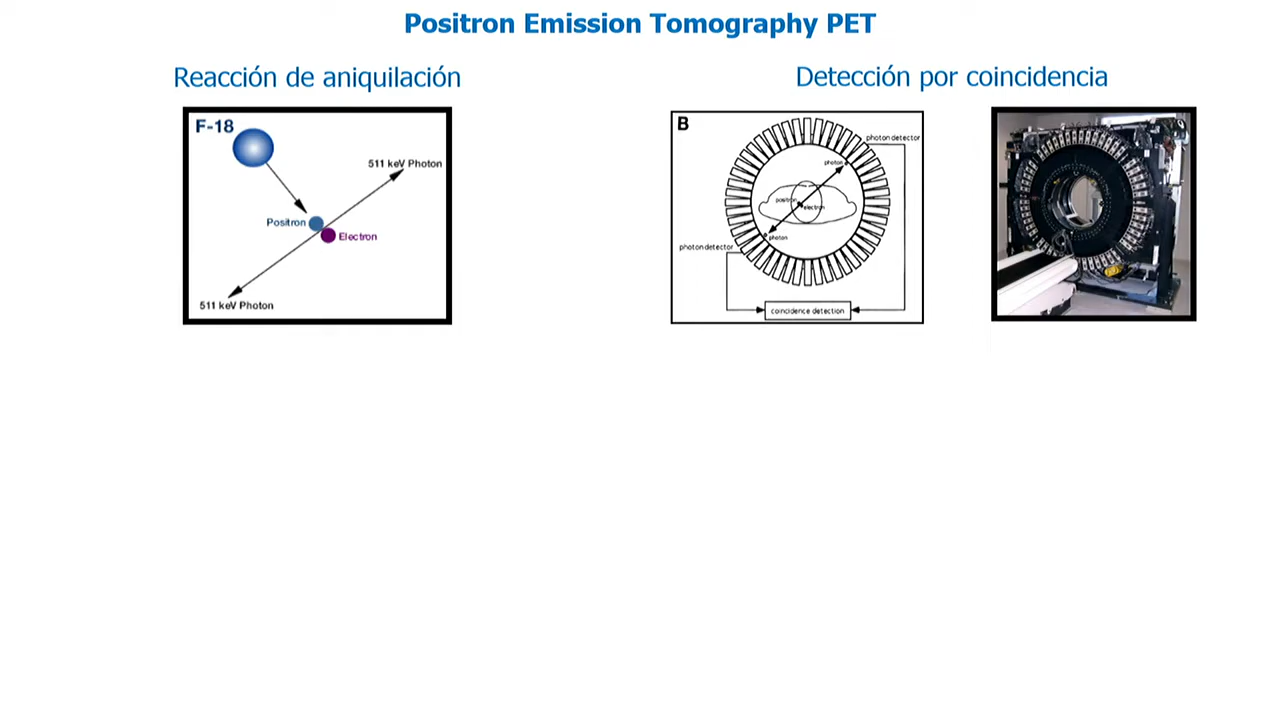 Positron Emission Tomography PET
Reacción de aniquilación
F-18
511 keV Photon
Positron
Electron
511 keV Photon
Detección por coincidencia
B
photon detector
photon
positron
electron
photon
photon detector
coincidence detection